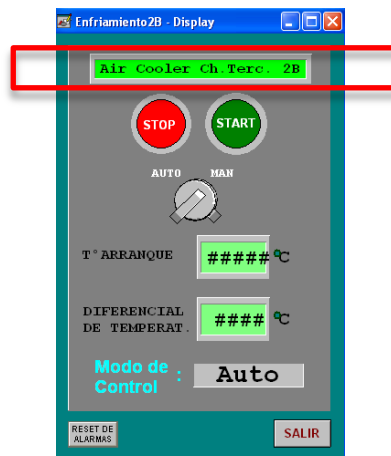 Enfriamiento2B - Display
Air Cooler Ch.Terc. 2B
STOP START
AUTO MAN
T°ARRANQUE ##### °C
DIFERENCIAL
DE TEMPERAT. #### °C
Modo de
Control : Auto
RESET DE
ALARMAS
SALIR